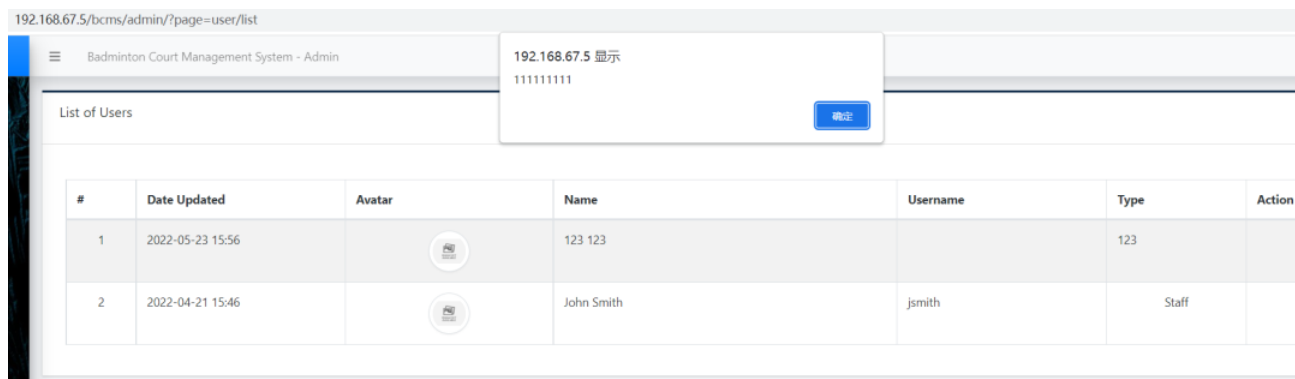 192.168.67.5/bcms/admin/?page=user/list
Badminton Court Management System - Admin
192.168.67.5 显示
111111111
确定
List of Users
# Date Updated Avatar Name Username Type Action
1 2022-05-23 15:56 123 123 123
2 2022-04-21 15:46 John Smith jsmith Staff